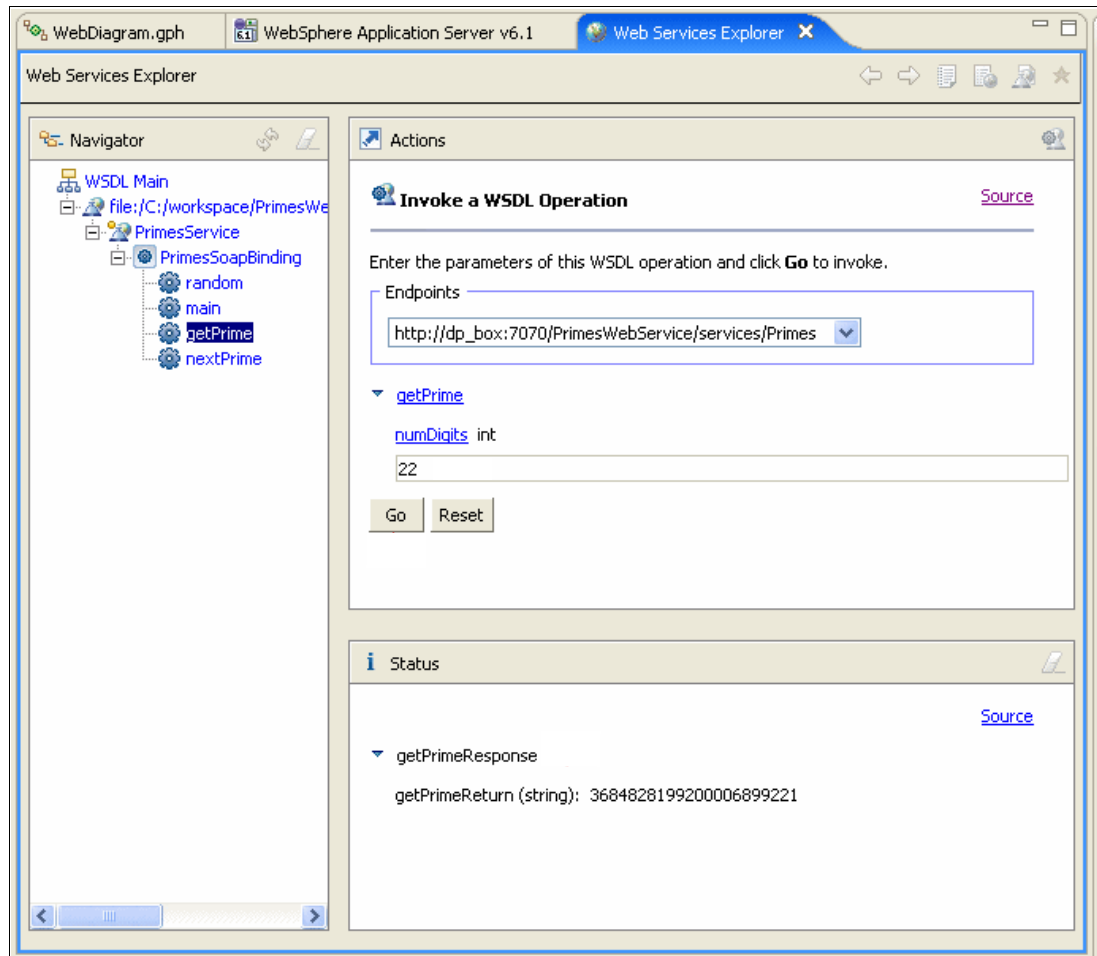 WebDiagram.gph
WebSphere Application Server v6.1
Web Services Explorer
Web Services Explorer
Navigator
WSDL Main
file:/C:/workspace/PrimesWe
PrimesService
PrimesSoapBinding
random
main
getPrime
nextPrime
Actions
Invoke a WSDL Operation
Source
Enter the parameters of this WSDL operation and click Go to invoke.
Endpoints
http://dp_box:7070/PrimesWebService/services/Primes
getPrime
numDigits int
22
Go
Reset
i Status
Source
getPrimeResponse
getPrimeReturn (string): 3684828199200006899221